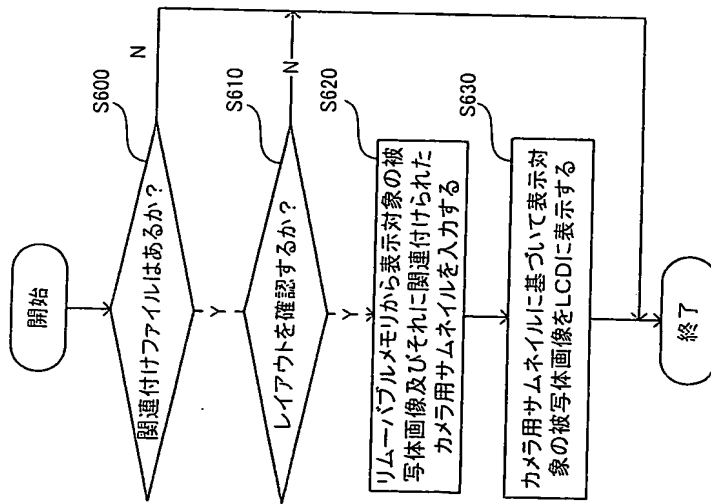 開始
関連付けファイルはあるか?
S600
N
Y
レイアウトを確認するか?
S610
N
Y
リムーバブルメモリから表示対象の被
写体画像及びそれに関連付けられた
カメラ用サムネイルを入力する
S620
カメラ用サムネイルに基づいて表示対
象の被写体画像をLCDに表示する
S630
終了